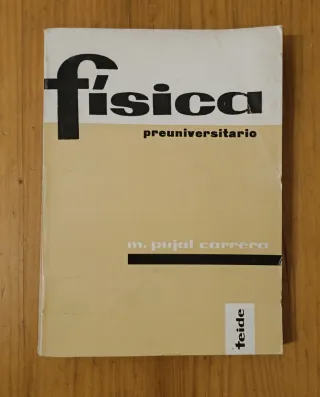 física
preuniversitario
m. pujal carrera
teide